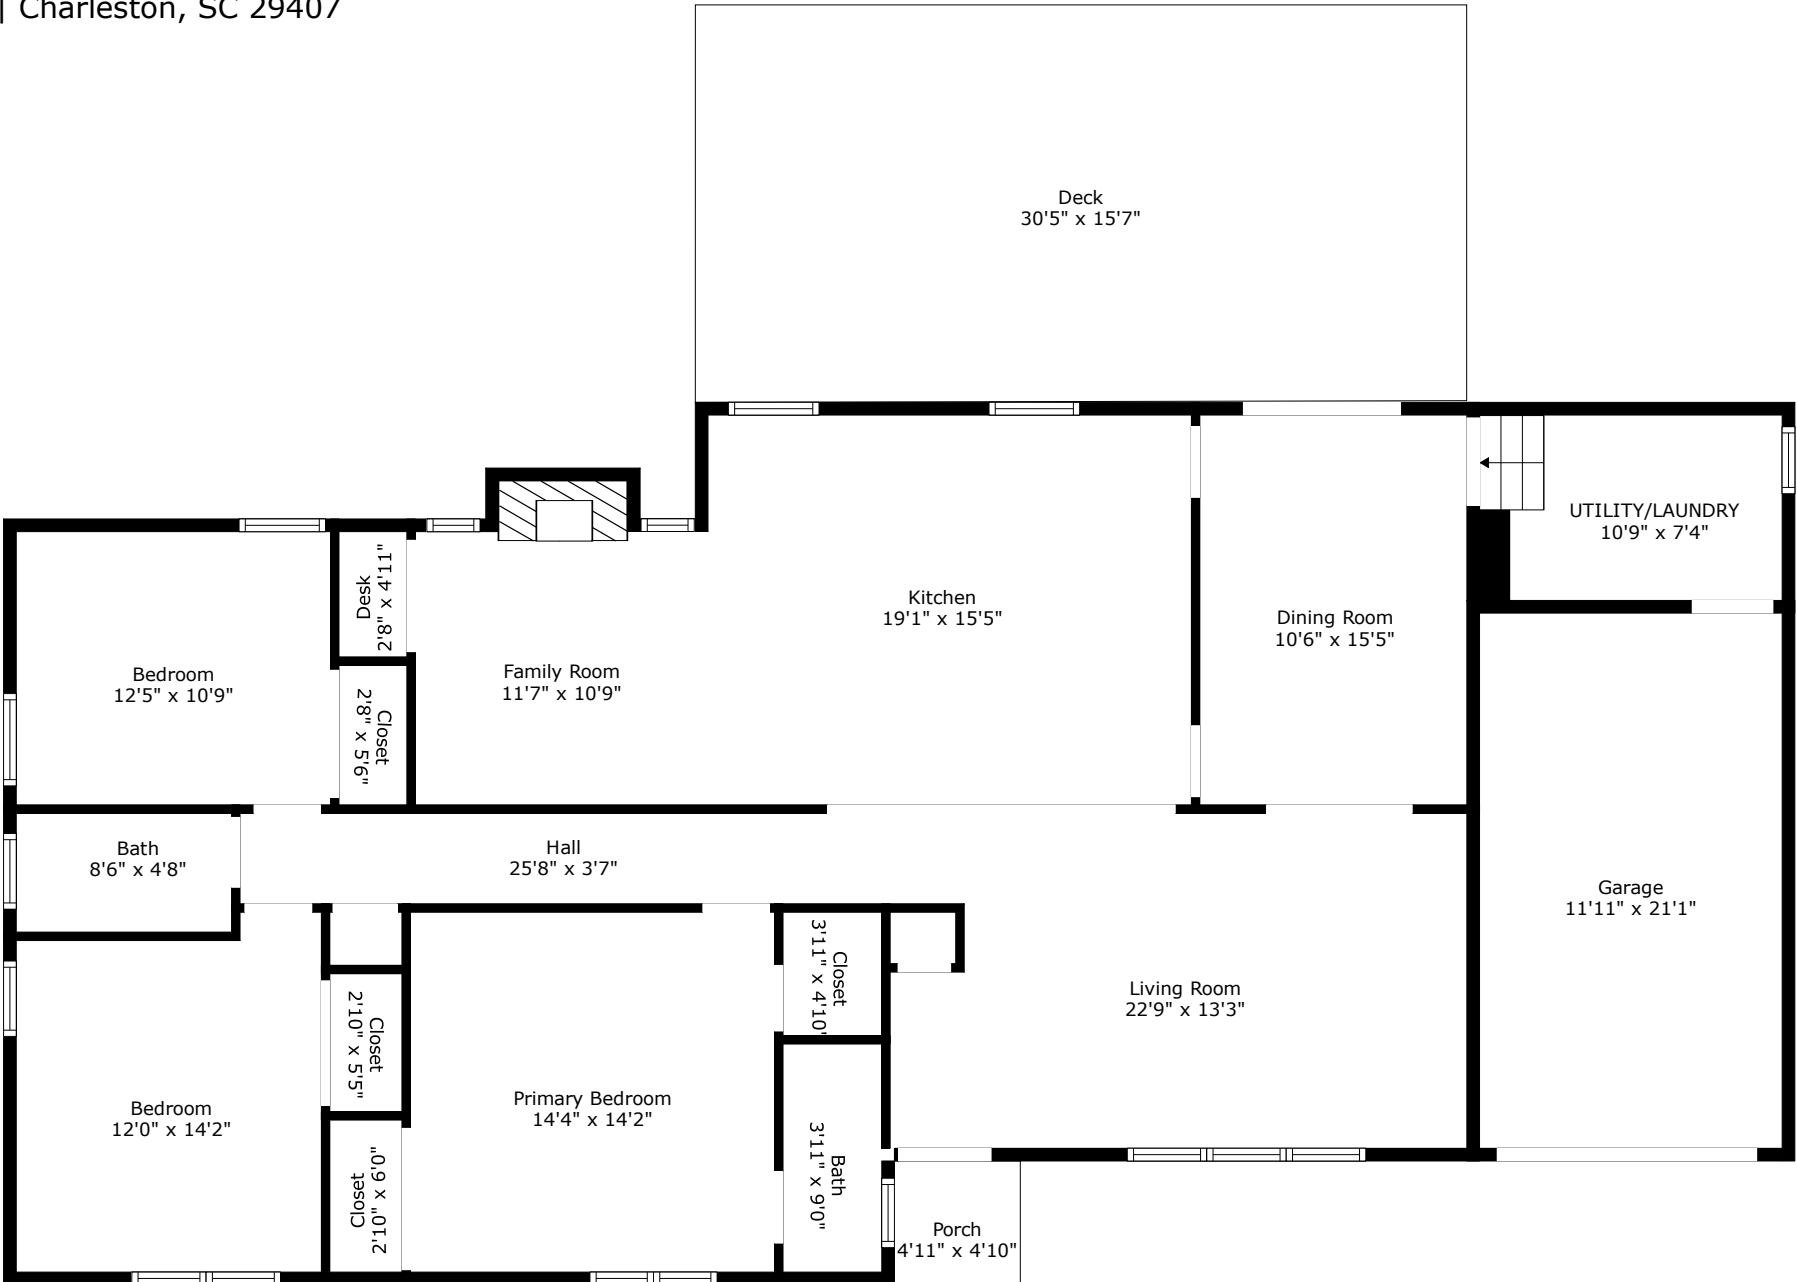 | Charleston, SC 29407
Deck
30'5" x 15'7"
UTILITY/LAUNDRY
10'9" x 7'4"
Desk
2'8" x 4'11"
Kitchen
19'1" x 15'5"
Dining Room
10'6" x 15'5"
Bedroom
12'5" x 10'9"
Family Room
11'7" x 10'9"
Closet
2'8" x 5'6"
Bath
8'6" x 4'8"
Hall
25'8" x 3'7"
Garage
11'11" x 21'1"
Closet
3'11" x 4'10"
Living Room
22'9" x 13'3"
Closet
2'10" x 5'5"
Primary Bedroom
14'4" x 14'2"
Bedroom
12'0" x 14'2"
Closet
2'10" x 6'0"
Bath
3'11" x 9'0"
Porch
4'11" x 4'10"